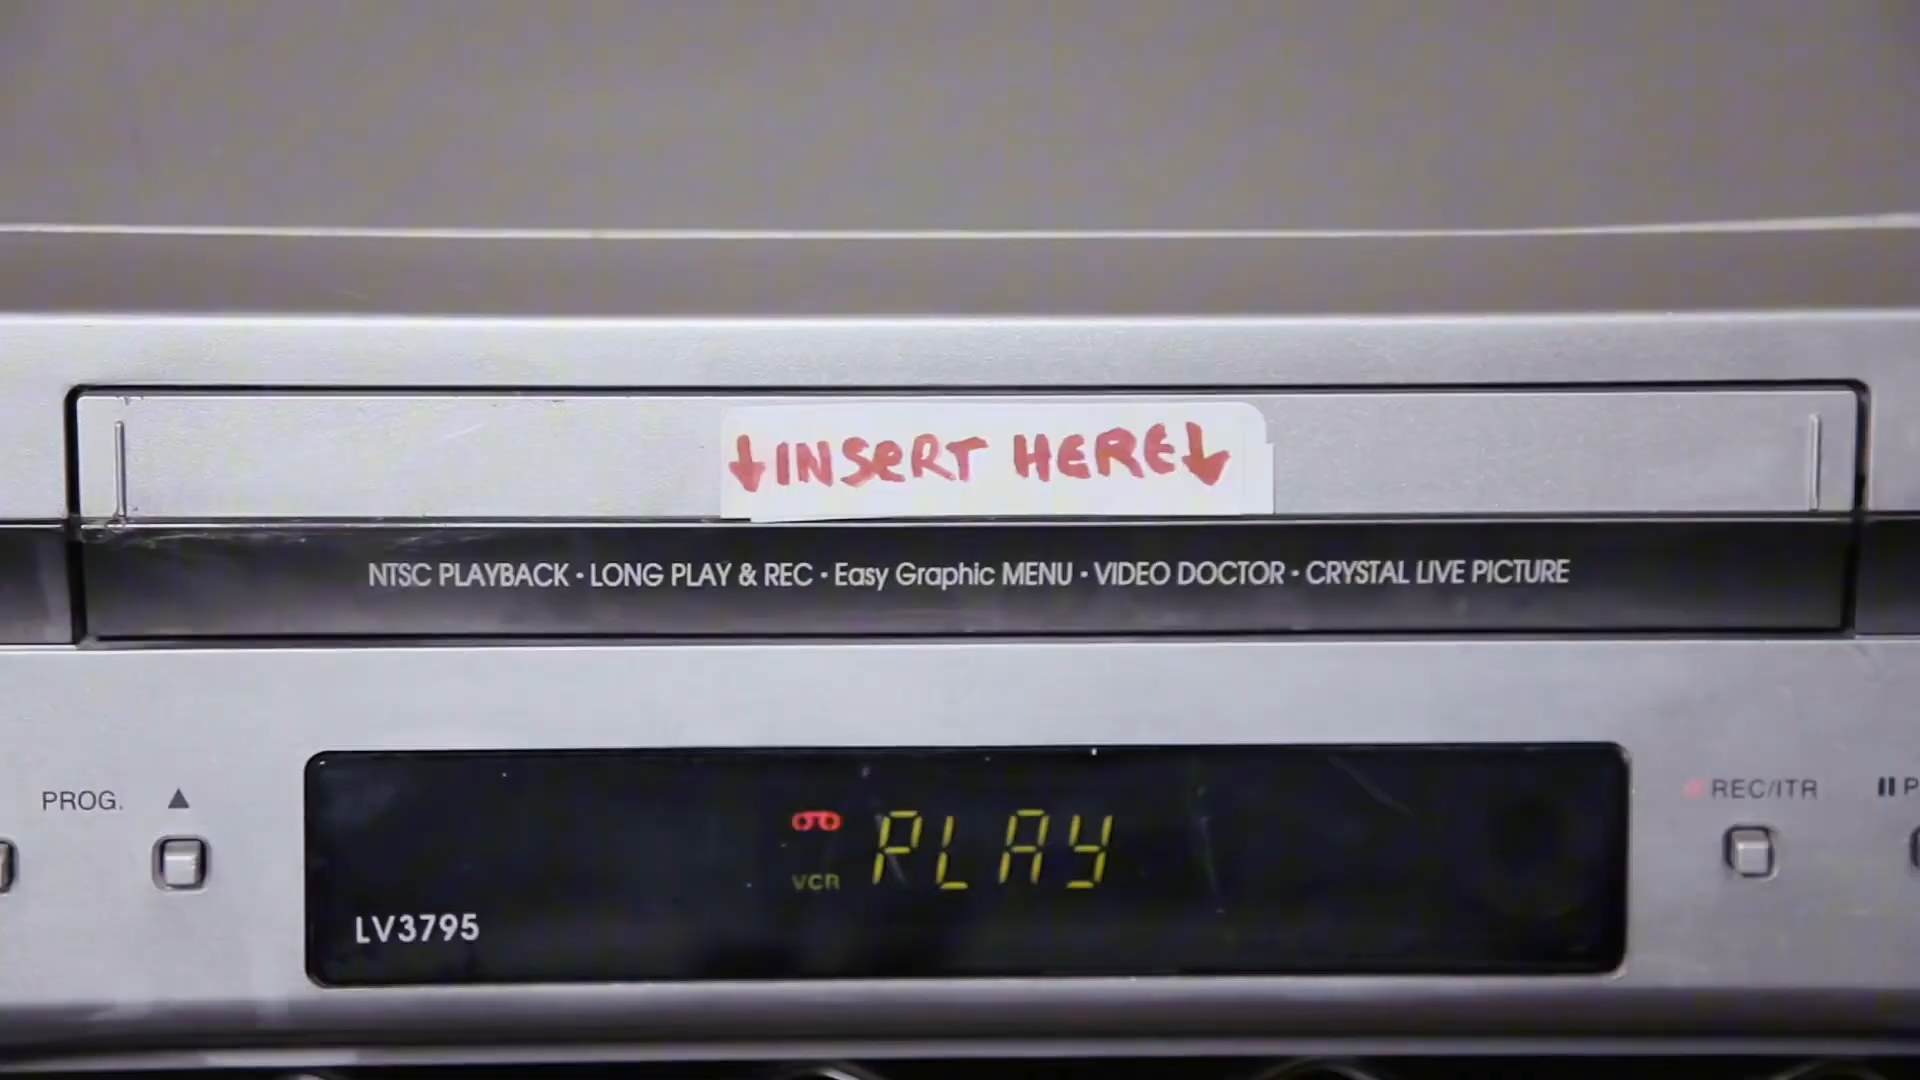 ↓INSeRT HERE↓
NTSC PLAYBACK · LONG PLAY & REC · Easy Graphic MENU · VIDEO DOCTOR · CRYSTAL LIVE PICTURE
PROG. ▲
REC/ITR
VCR PLAY
LV3795